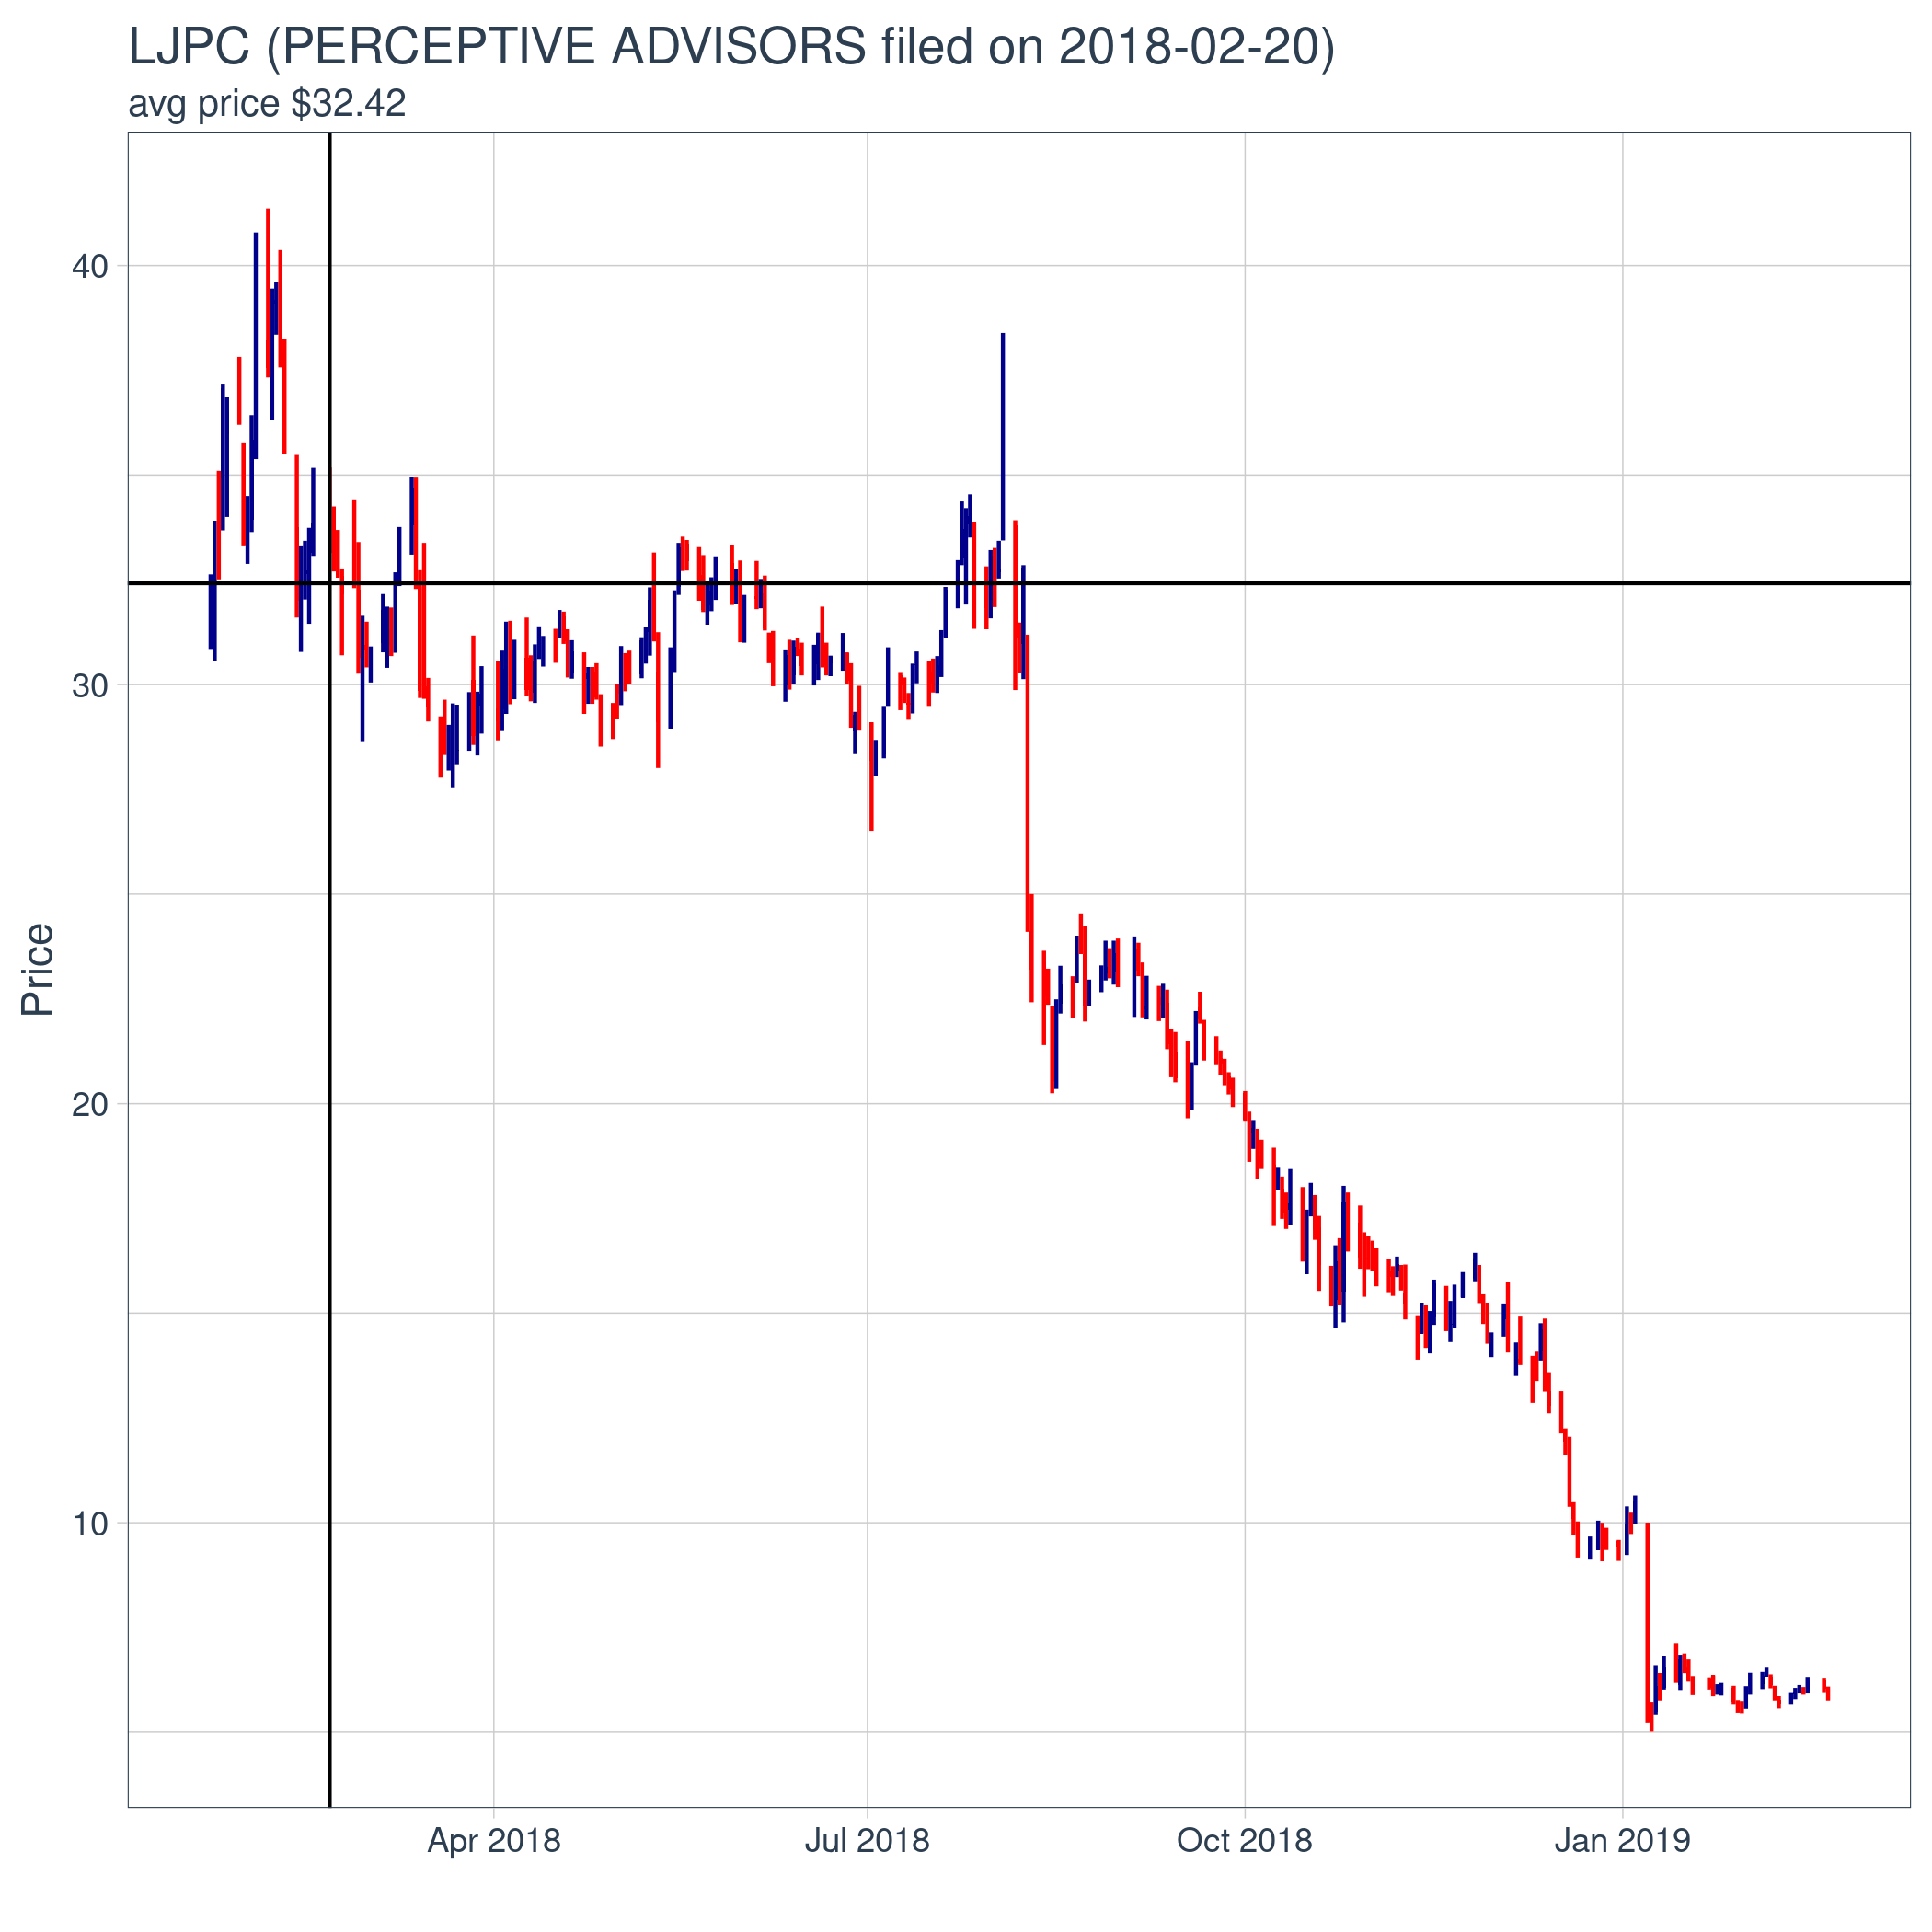 LJPC (PERCEPTIVE ADVISORS filed on 2018-02-20)
avg price $32.42
40
30
20
10
Price
Apr 2018
Jul 2018
Oct 2018
Jan 2019